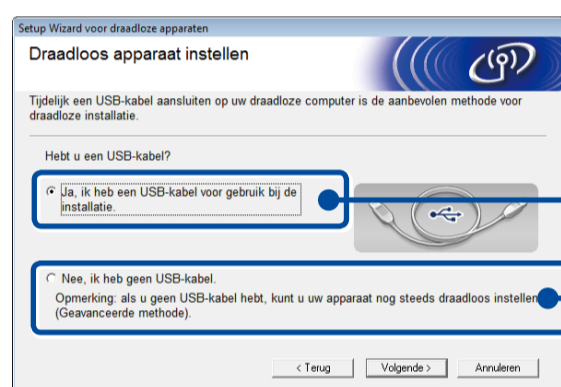 Setup Wizard voor draadloze apparaten
Draadloos apparaat instellen
Tijdelijk een USB-kabel aansluiten op uw draadloze computer is de aanbevolen methode voor
draadloze installatie.
Hebt u een USB-kabel?
Ja, ik heb een USB-kabel voor gebruik bij de
installatie.
Nee, ik heb geen USB-kabel.
Opmerking: als u geen USB-kabel hebt, kunt u uw apparaat nog steeds draadloos instellen
(Geavanceerde methode).
< Terug
Volgende >
Annuleren